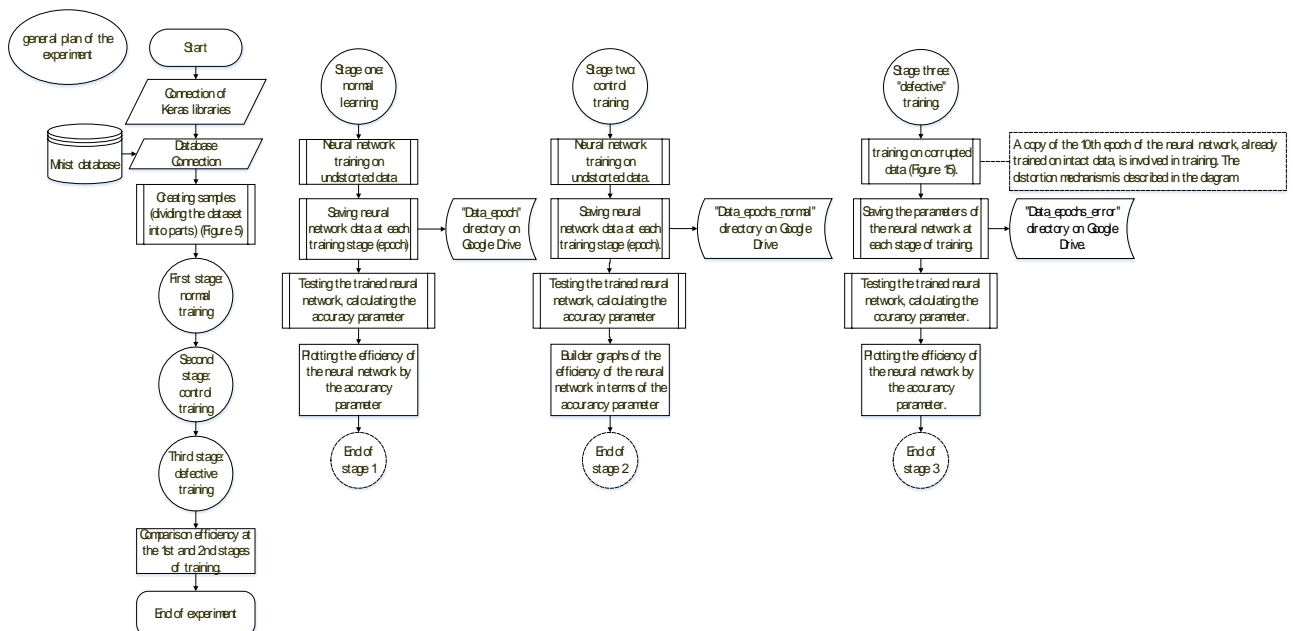 general plan of the
experiment
Start
Connection of
Keras libraries
Mnist database
Database
Connection
Creating samples
(dividing the dataset
into parts) (Figure 5)
First stage:
normal
training
Second
stage:
control
training
Third stage:
defective
training
Comparison efficiency at
the 1st and 2nd stages
of training.
End of experiment
Stage one:
normal
learning
Neural network
training on
undistorted data
Saving neural
network data at each
training stage (epoch)
"Data_epoch"
directory on
Google Drive
Testing the trained neural
network, calculating the
accuracy parameter
Plotting the efficiency of
the neural network by
the accurancy
parameter
End of
stage 1
Stage two:
control
training
Neural network
training on
undistorted data.
Saving neural
network data at each
training stage (epoch).
"Data_epochs_normal"
directory on Google
Drive
Testing the trained neural
network, calculating the
accuracy parameter
Builder graphs of the
efficiency of the neural
network in terms of the
accurancy parameter
End of
stage 2
Stage three:
"defective"
training.
training on corrupted
data (Figure 15).
A copy of the 10th epoch of the neural network, already
trained on intact data, is involved in training. The
distortion mechanism is described in the diagram
Saving the parameters of
the neural network at
each stage of training.
"Data_epochs_error"
directory on Google
Drive.
Testing the trained neural
network, calculating the
ccurancy parameter.
Plotting the efficiency of
the neural network by
the accurancy
parameter.
End of
stage 3